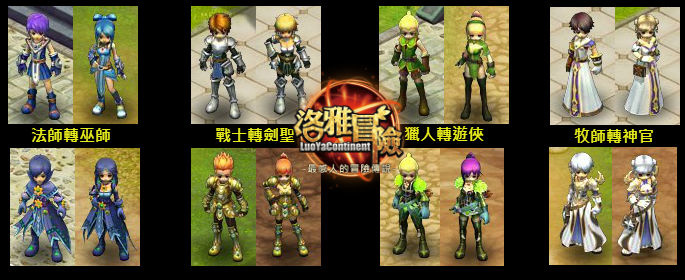 法師轉巫師
戰士轉劍聖
獵人轉遊俠
牧師轉神官
洛雅冒險
LuoYaContinent
最感人的冒險傳說